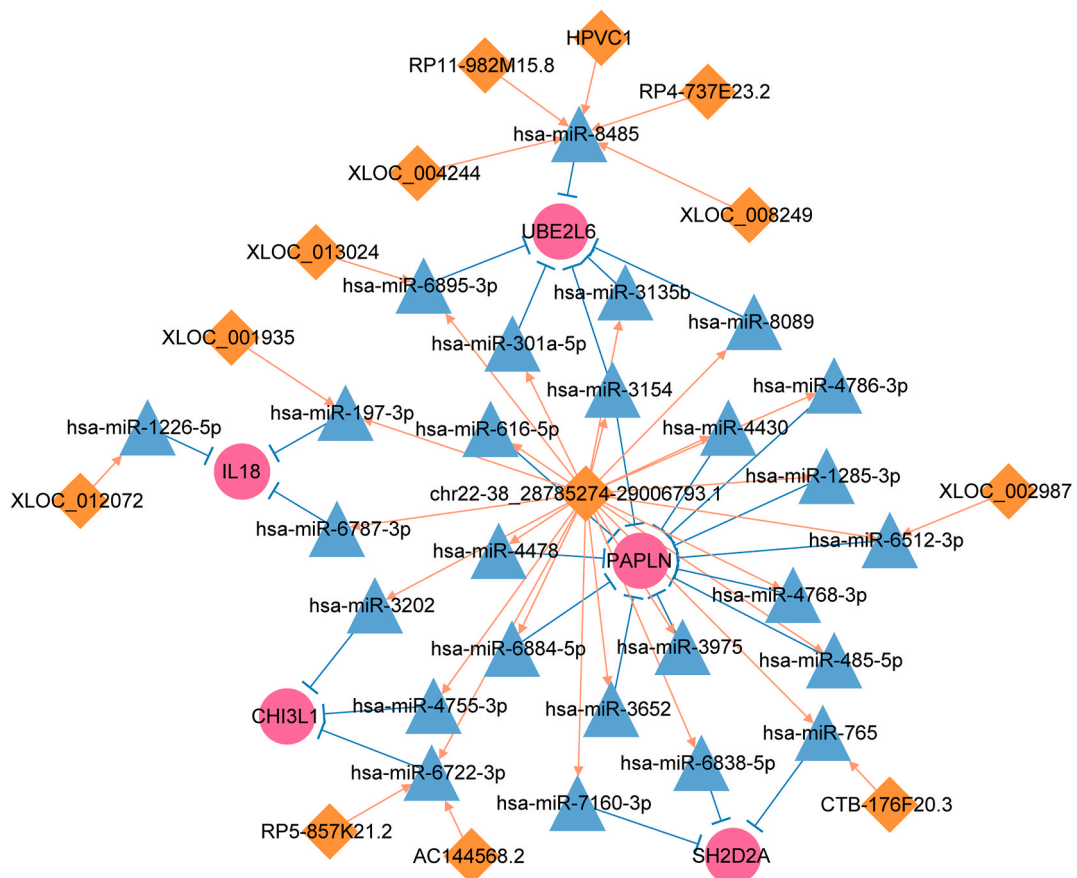 HPVC1
RP11-982M15.8
RP4-737E23.2
hsa-miR-8485
XLOC_004244
XLOC_008249
UBE2L6
XLOC_013024
hsa-miR-6895-3p
hsa-miR-3135b
hsa-miR-8089
XLOC_001935
hsa-miR-301a-5p
hsa-miR-3154
hsa-miR-4786-3p
hsa-miR-197-3p
hsa-miR-1226-5p
hsa-miR-616-5p
hsa-miR-4430
IL18
hsa-miR-1285-3p
chr22-38_28785274-29006793.1
XLOC_002987
XLOC_012072
hsa-miR-6787-3p
hsa-miR-4478
hsa-miR-6512-3p
PAPLN
hsa-miR-4768-3p
hsa-miR-3202
hsa-miR-6884-5p
hsa-miR-3975
hsa-miR-485-5p
CHI3L1
hsa-miR-4755-3p
hsa-miR-3652
hsa-miR-765
hsa-miR-6722-3p
hsa-miR-6838-5p
hsa-miR-7160-3p
CTB-176F20.3
RP5-857K21.2
AC144568.2
SH2D2A